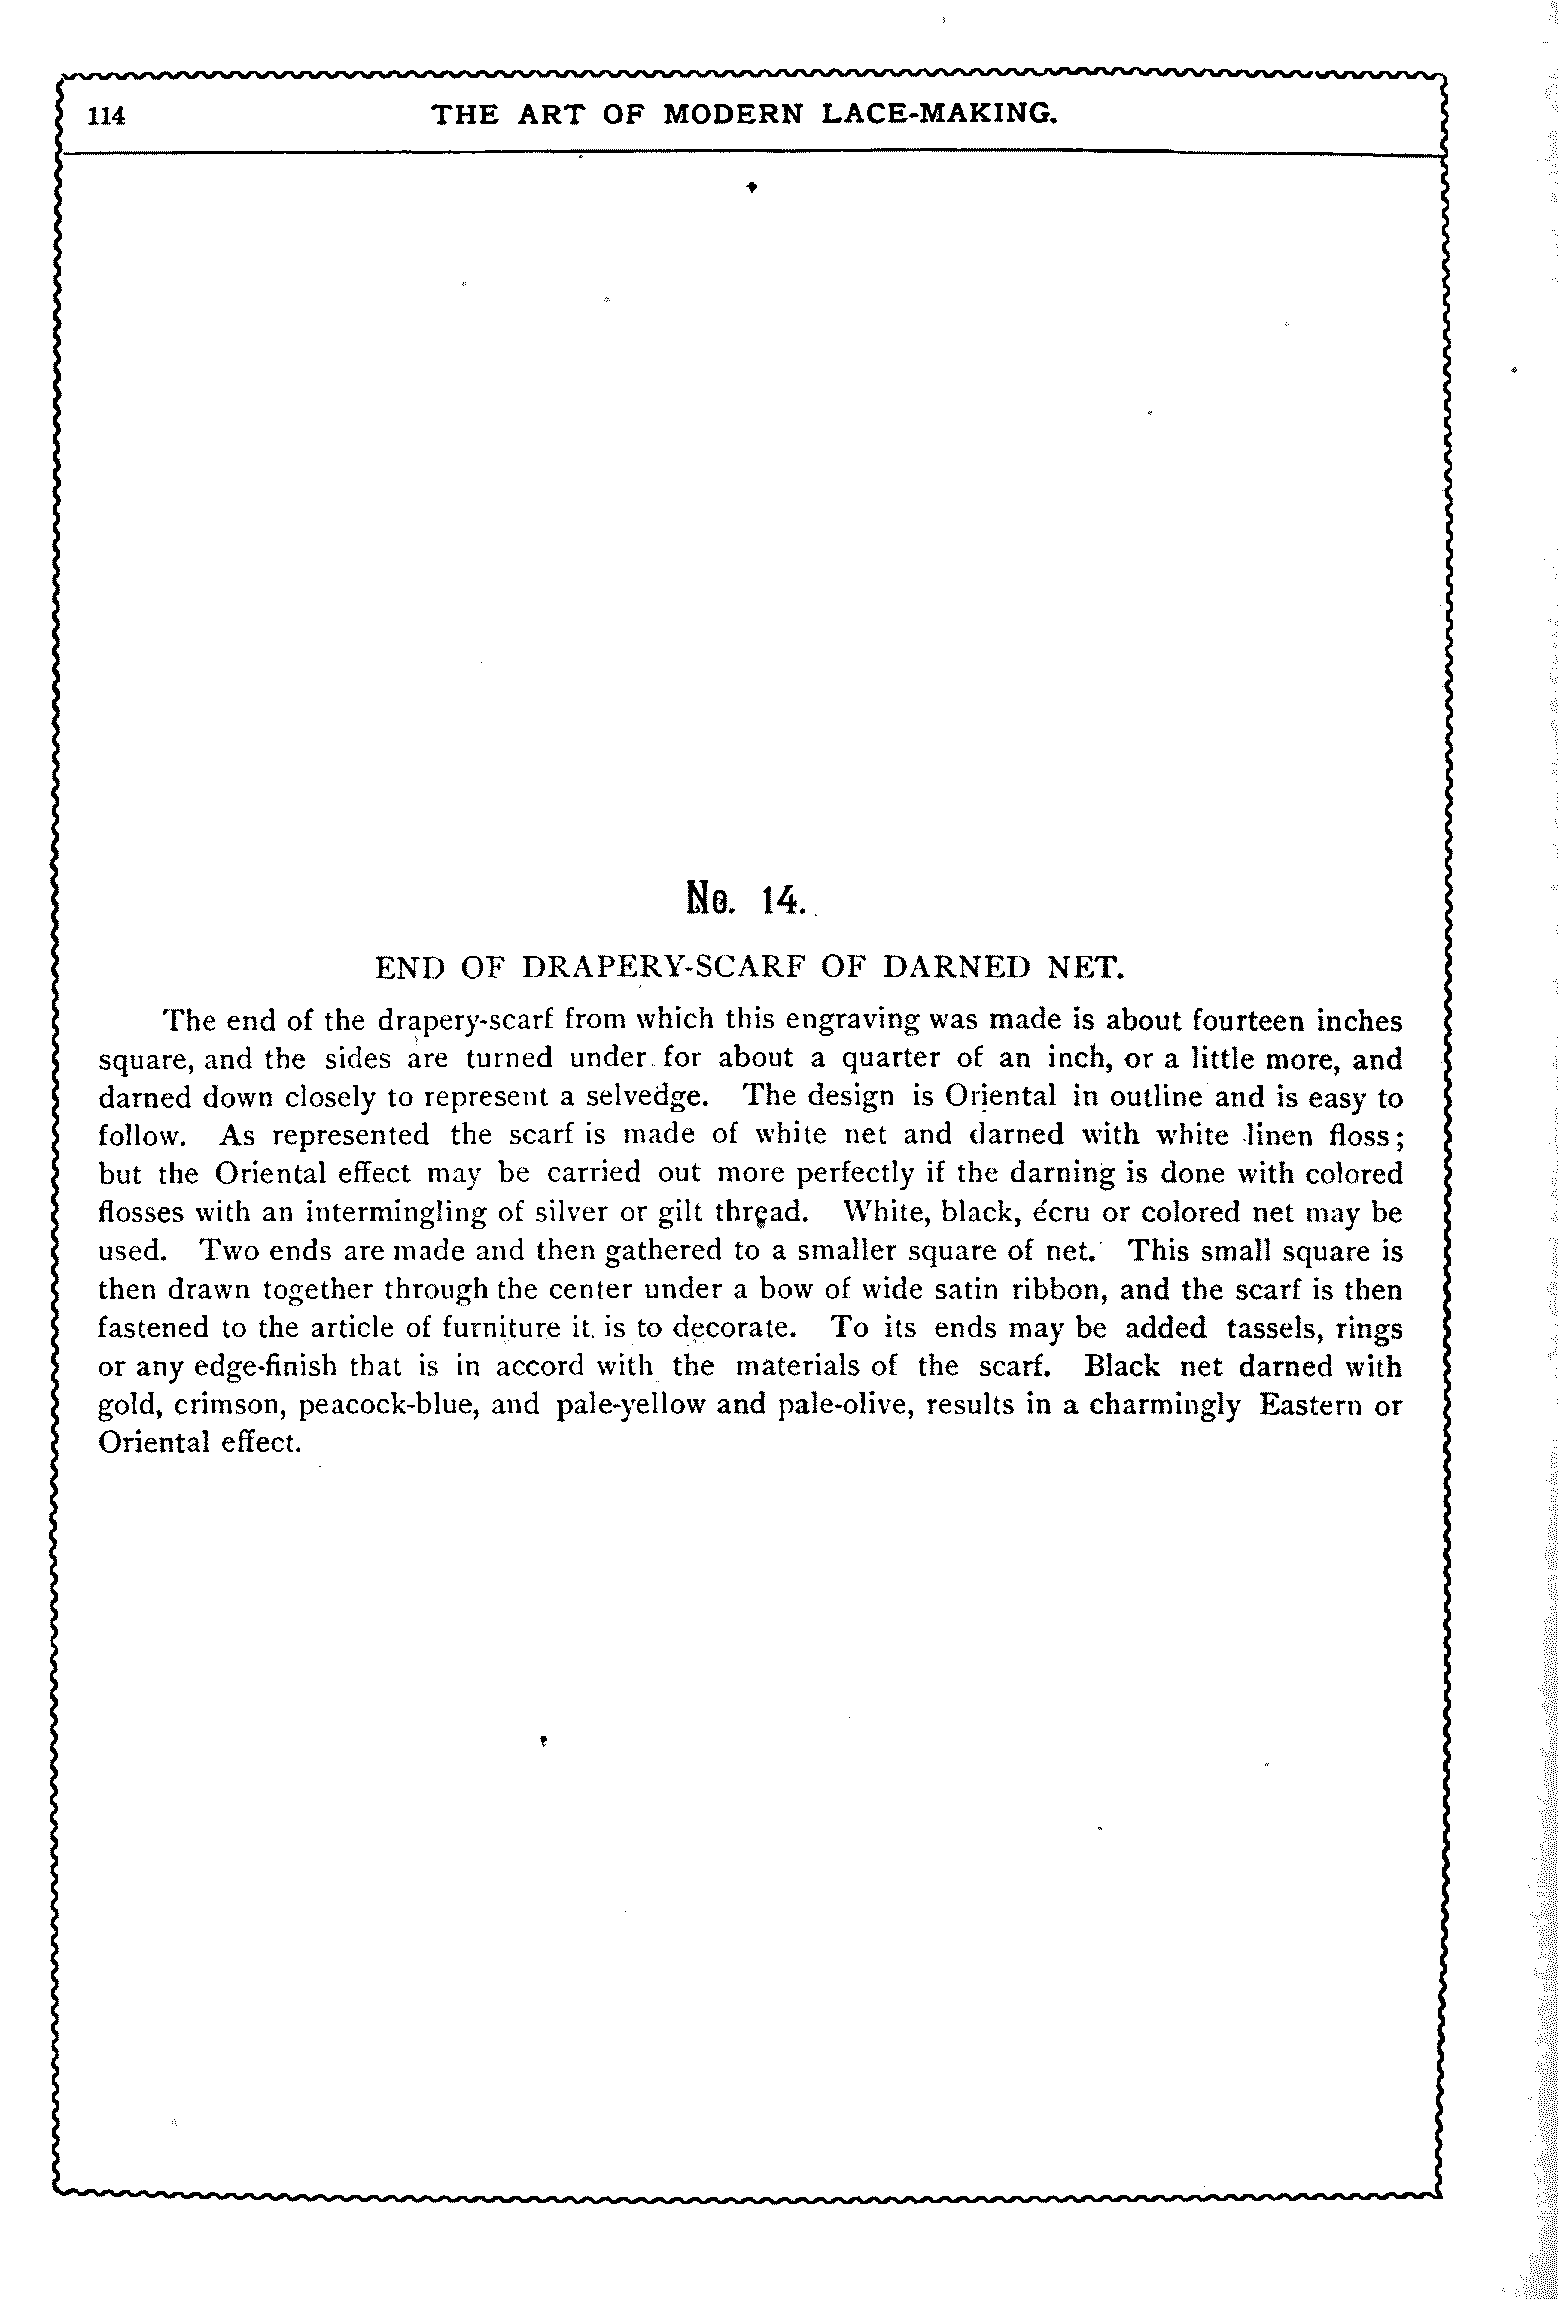 114 THE ART OF MODERN LACE-MAKING.
No. 14.
END OF DRAPERY-SCARF OF DARNED NET.
The end of the drapery-scarf from which this engraving was made is about fourteen inches
square, and the sides are turned under for about a quarter of an inch, or a little more, and
darned down closely to represent a selvedge. The design is Oriental in outline and is easy to
follow. As represented the scarf is made of white net and darned with white linen floss;
but the Oriental effect may be carried out more perfectly if the darning is done with colored
flosses with an intermingling of silver or gilt thread. White, black, écru or colored net may be
used. Two ends are made and then gathered to a smaller square of net. This small square is
then drawn together through the center under a bow of wide satin ribbon, and the scarf is then
fastened to the article of furniture it is to decorate. To its ends may be added tassels, rings
or any edge-finish that is in accord with the materials of the scarf. Black net darned with
gold, crimson, peacock-blue, and pale-yellow and pale-olive, results in a charmingly Eastern or
Oriental effect.